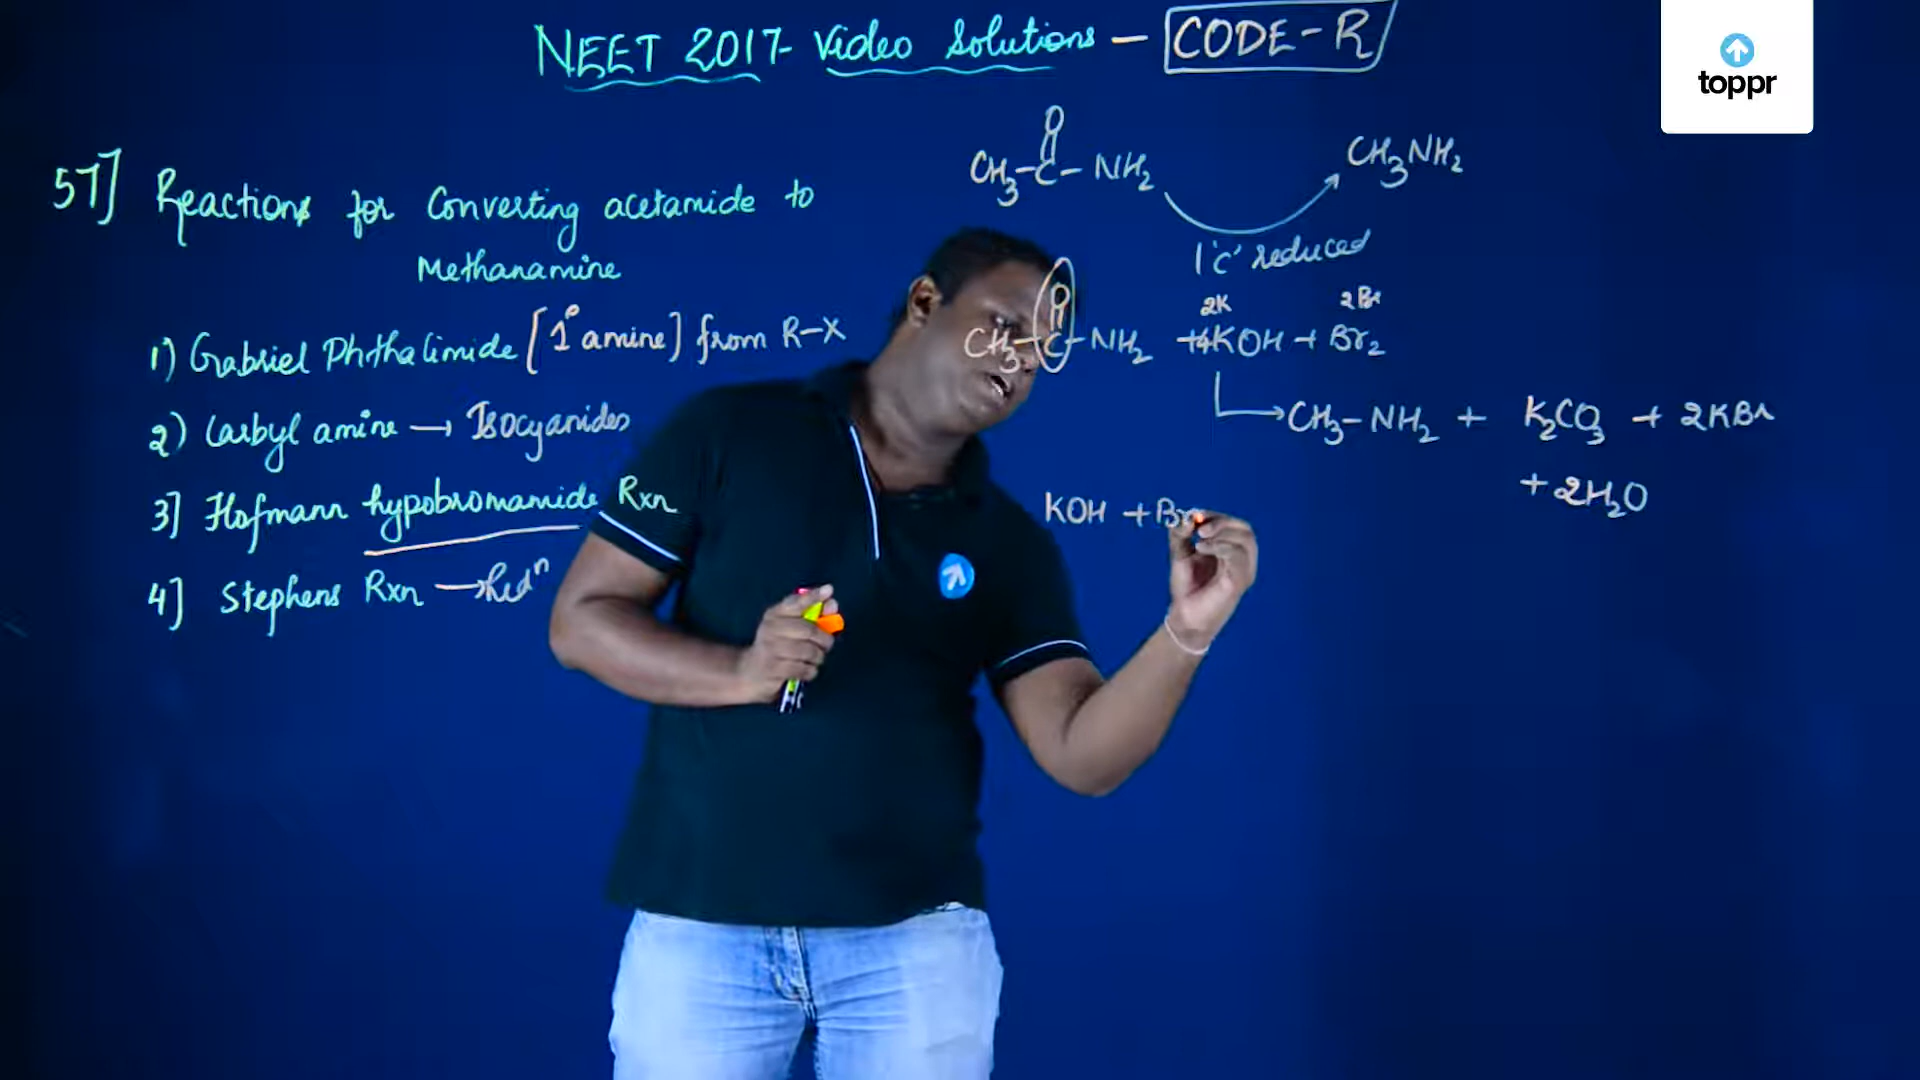 NEET 2017- Video Solutions — CODE-R
toppr
57] Reactions for Converting acetamide to
Methanamine
1) Gabriel Phthalimide [1° amine] from R-X
2) Carbyl amine → Isocyanides
3] Hofmann hypobromamide Rxn
4] Stephens Rxn → Redⁿ
O
CH₃-C-NH₂
CH₃NH₂
1 'C' reduced
2K 2Br
O
CH₃-C-NH₂ +4KOH + Br₂
→ CH₃-NH₂ + K₂CO₃ + 2KBr
+ 2H₂O
KOH + Br